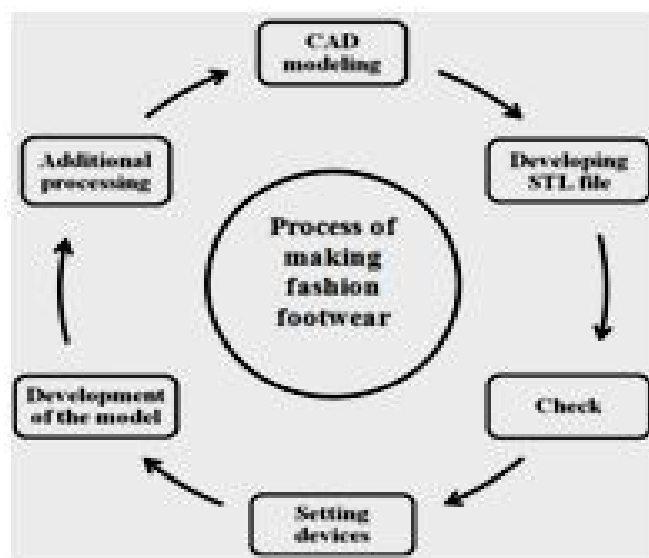 CAD
modeling
Additional
processing
Developing
STL file
Process of
making
fashion
footwear
Development
of the model
Check
Setting
devices